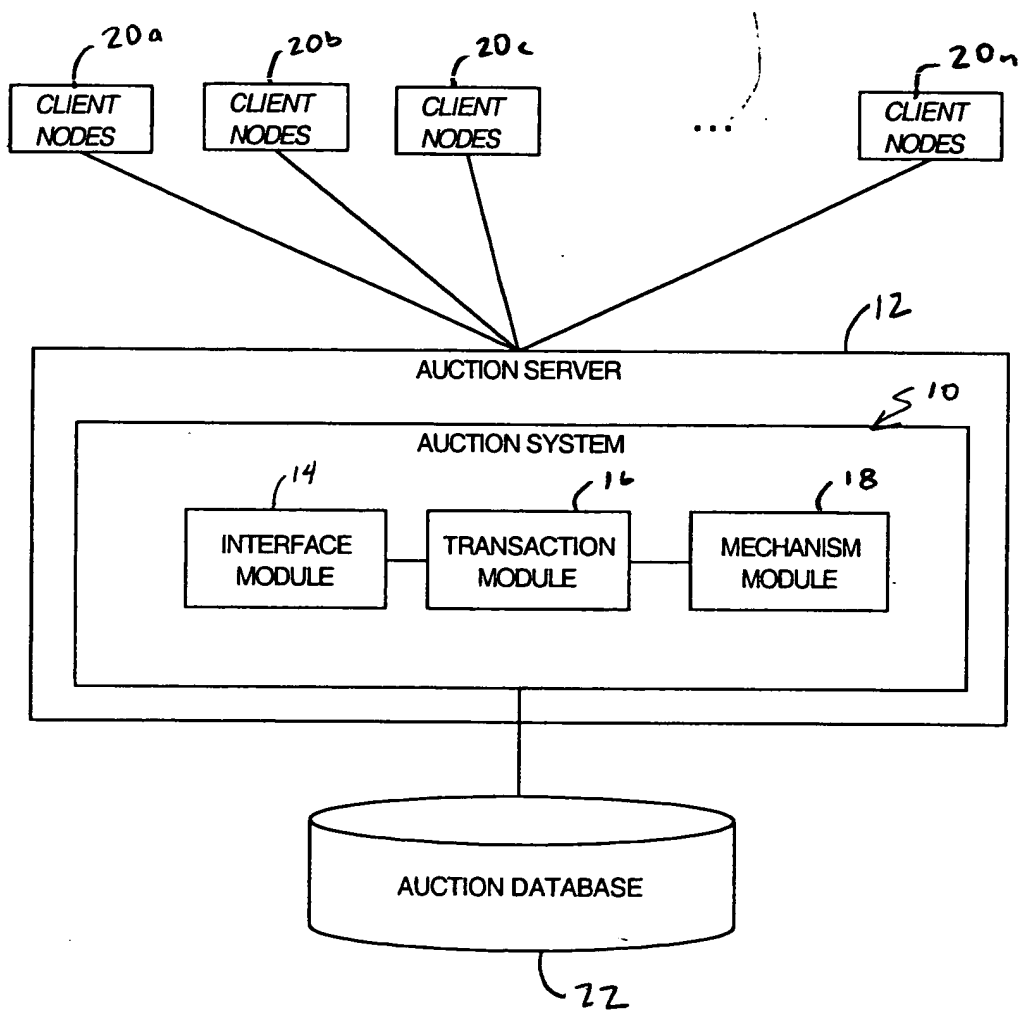 20a 20b 20c 20n
CLIENT NODES CLIENT NODES CLIENT NODES ... CLIENT NODES
12
AUCTION SERVER
10
AUCTION SYSTEM
14 16 18
INTERFACE MODULE TRANSACTION MODULE MECHANISM MODULE
AUCTION DATABASE
22